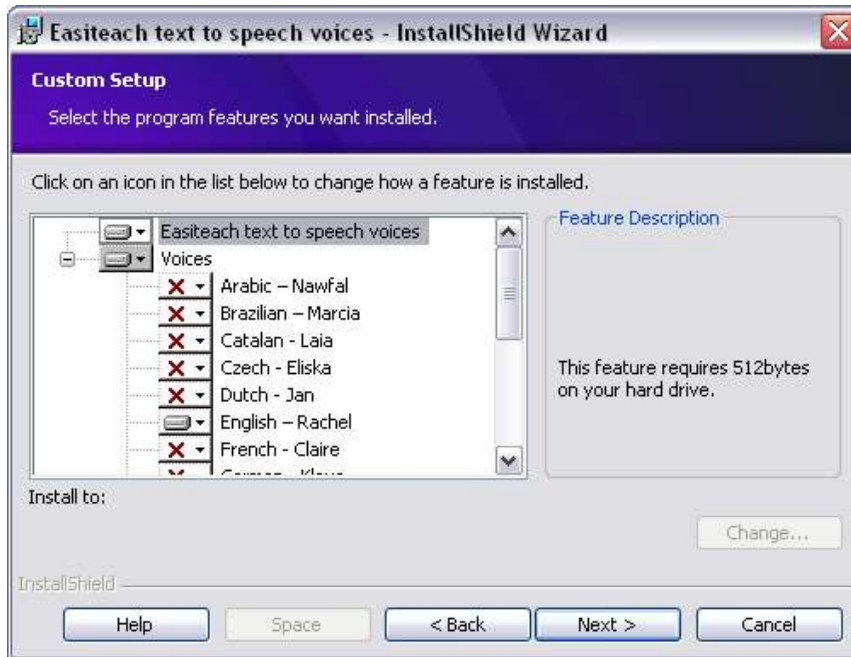 Easiteach text to speech voices - InstallShield Wizard
Custom Setup
Select the program features you want installed.
Click on an icon in the list below to change how a feature is installed.
Easiteach text to speech voices
Voices
Arabic – Nawfal
Brazilian – Marcia
Catalan - Laia
Czech - Eliska
Dutch - Jan
English – Rachel
French - Claire
Feature Description
This feature requires 512bytes
on your hard drive.
Install to:
Change...
InstallShield
Help
Space
< Back
Next >
Cancel